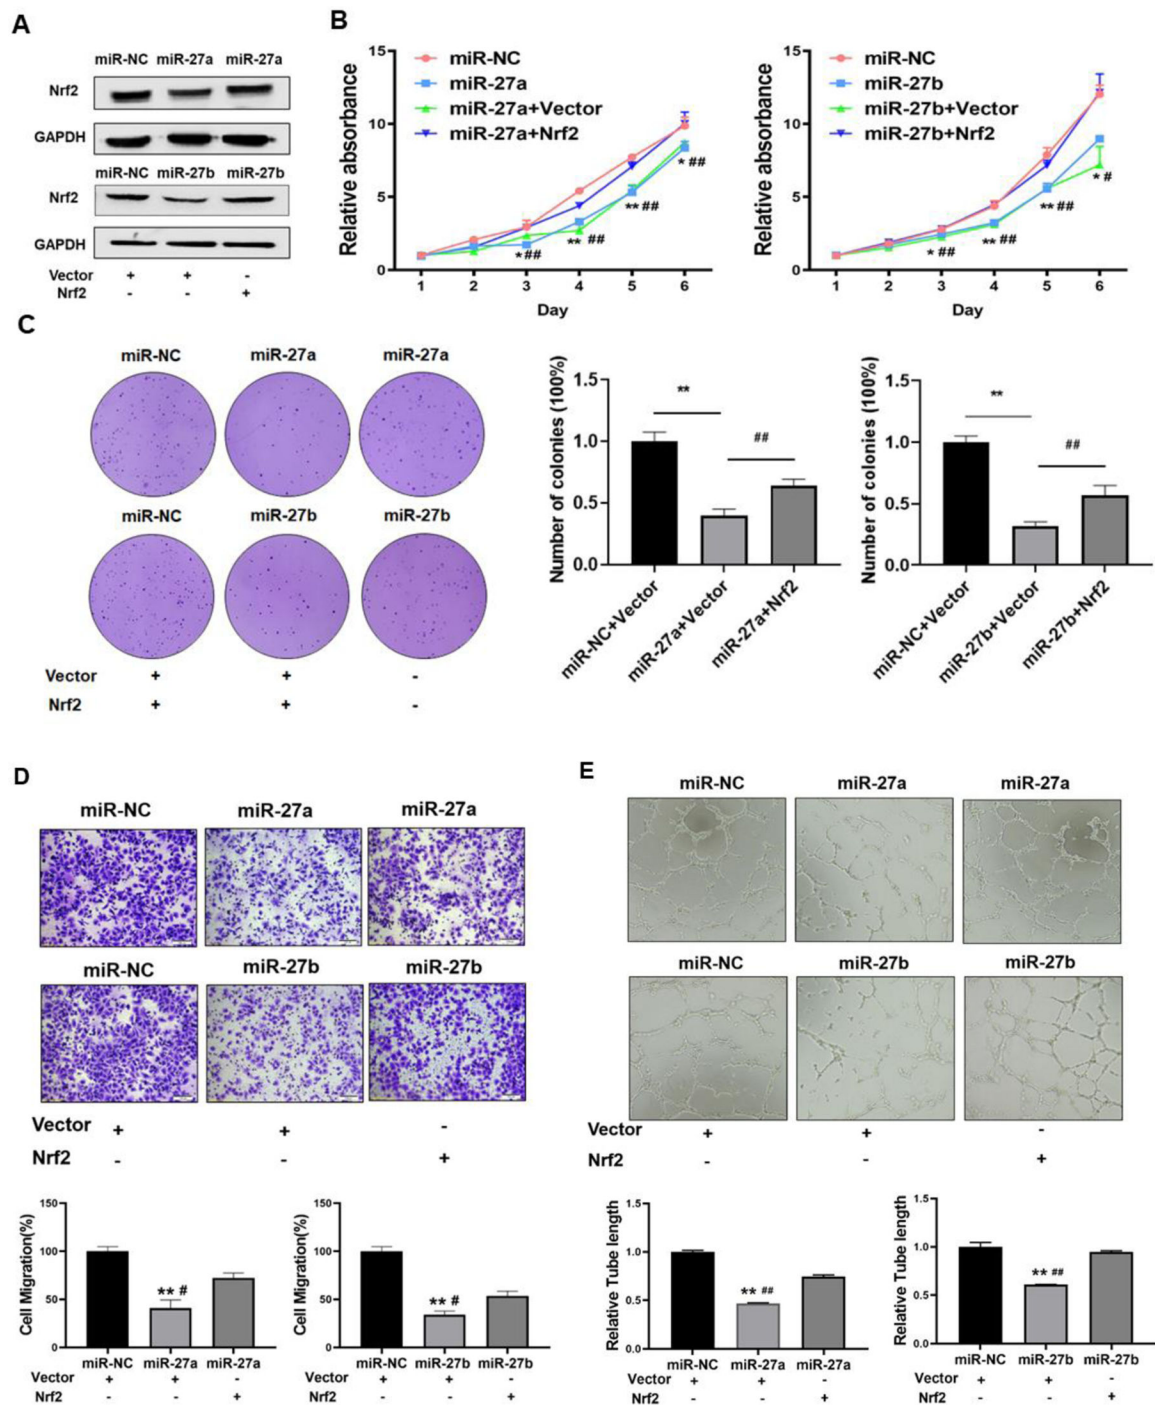 A
miR-NC miR-27a miR-27a
Nrf2
GAPDH
miR-NC miR-27b miR-27b
Nrf2
GAPDH
Vector + + -
Nrf2 - - +
B
Relative absorbance
15
10
5
0
miR-NC
miR-27a
miR-27a+Vector
miR-27a+Nrf2
* ##
** ##
** ##
* ##
1 2 3 4 5 6
Day
Relative absorbance
15
10
5
0
miR-NC
miR-27b
miR-27b+Vector
miR-27b+Nrf2
* #
** ##
** ##
* ##
1 2 3 4 5 6
Day
C
miR-NC miR-27a miR-27a
miR-NC miR-27b miR-27b
Vector + + -
Nrf2 + + -
Number of colonies (100%)
1.5
1.0
0.5
0.0
**
##
miR-NC+Vector
miR-27a+Vector
miR-27a+Nrf2
Number of colonies (100%)
1.5
1.0
0.5
0.0
**
##
miR-NC+Vector
miR-27b+Vector
miR-27b+Nrf2
D
miR-NC miR-27a miR-27a
miR-NC miR-27b miR-27b
Vector + + -
Nrf2 - - +
Cell Migration(%)
150
100
50
0
** #
miR-NC miR-27a miR-27a
Vector + + -
Nrf2 - - +
Cell Migration(%)
150
100
50
0
** #
miR-NC miR-27b miR-27b
Vector + + -
Nrf2 - - +
E
miR-NC miR-27a miR-27a
miR-NC miR-27b miR-27b
Vector + + -
Nrf2 - - +
Relative Tube length
1.5
1.0
0.5
0.0
** ##
miR-NC miR-27a miR-27a
Vector + + -
Nrf2 - - +
Relative Tube length
1.5
1.0
0.5
0.0
** ##
miR-NC miR-27b miR-27b
Vector + + -
Nrf2 - - +